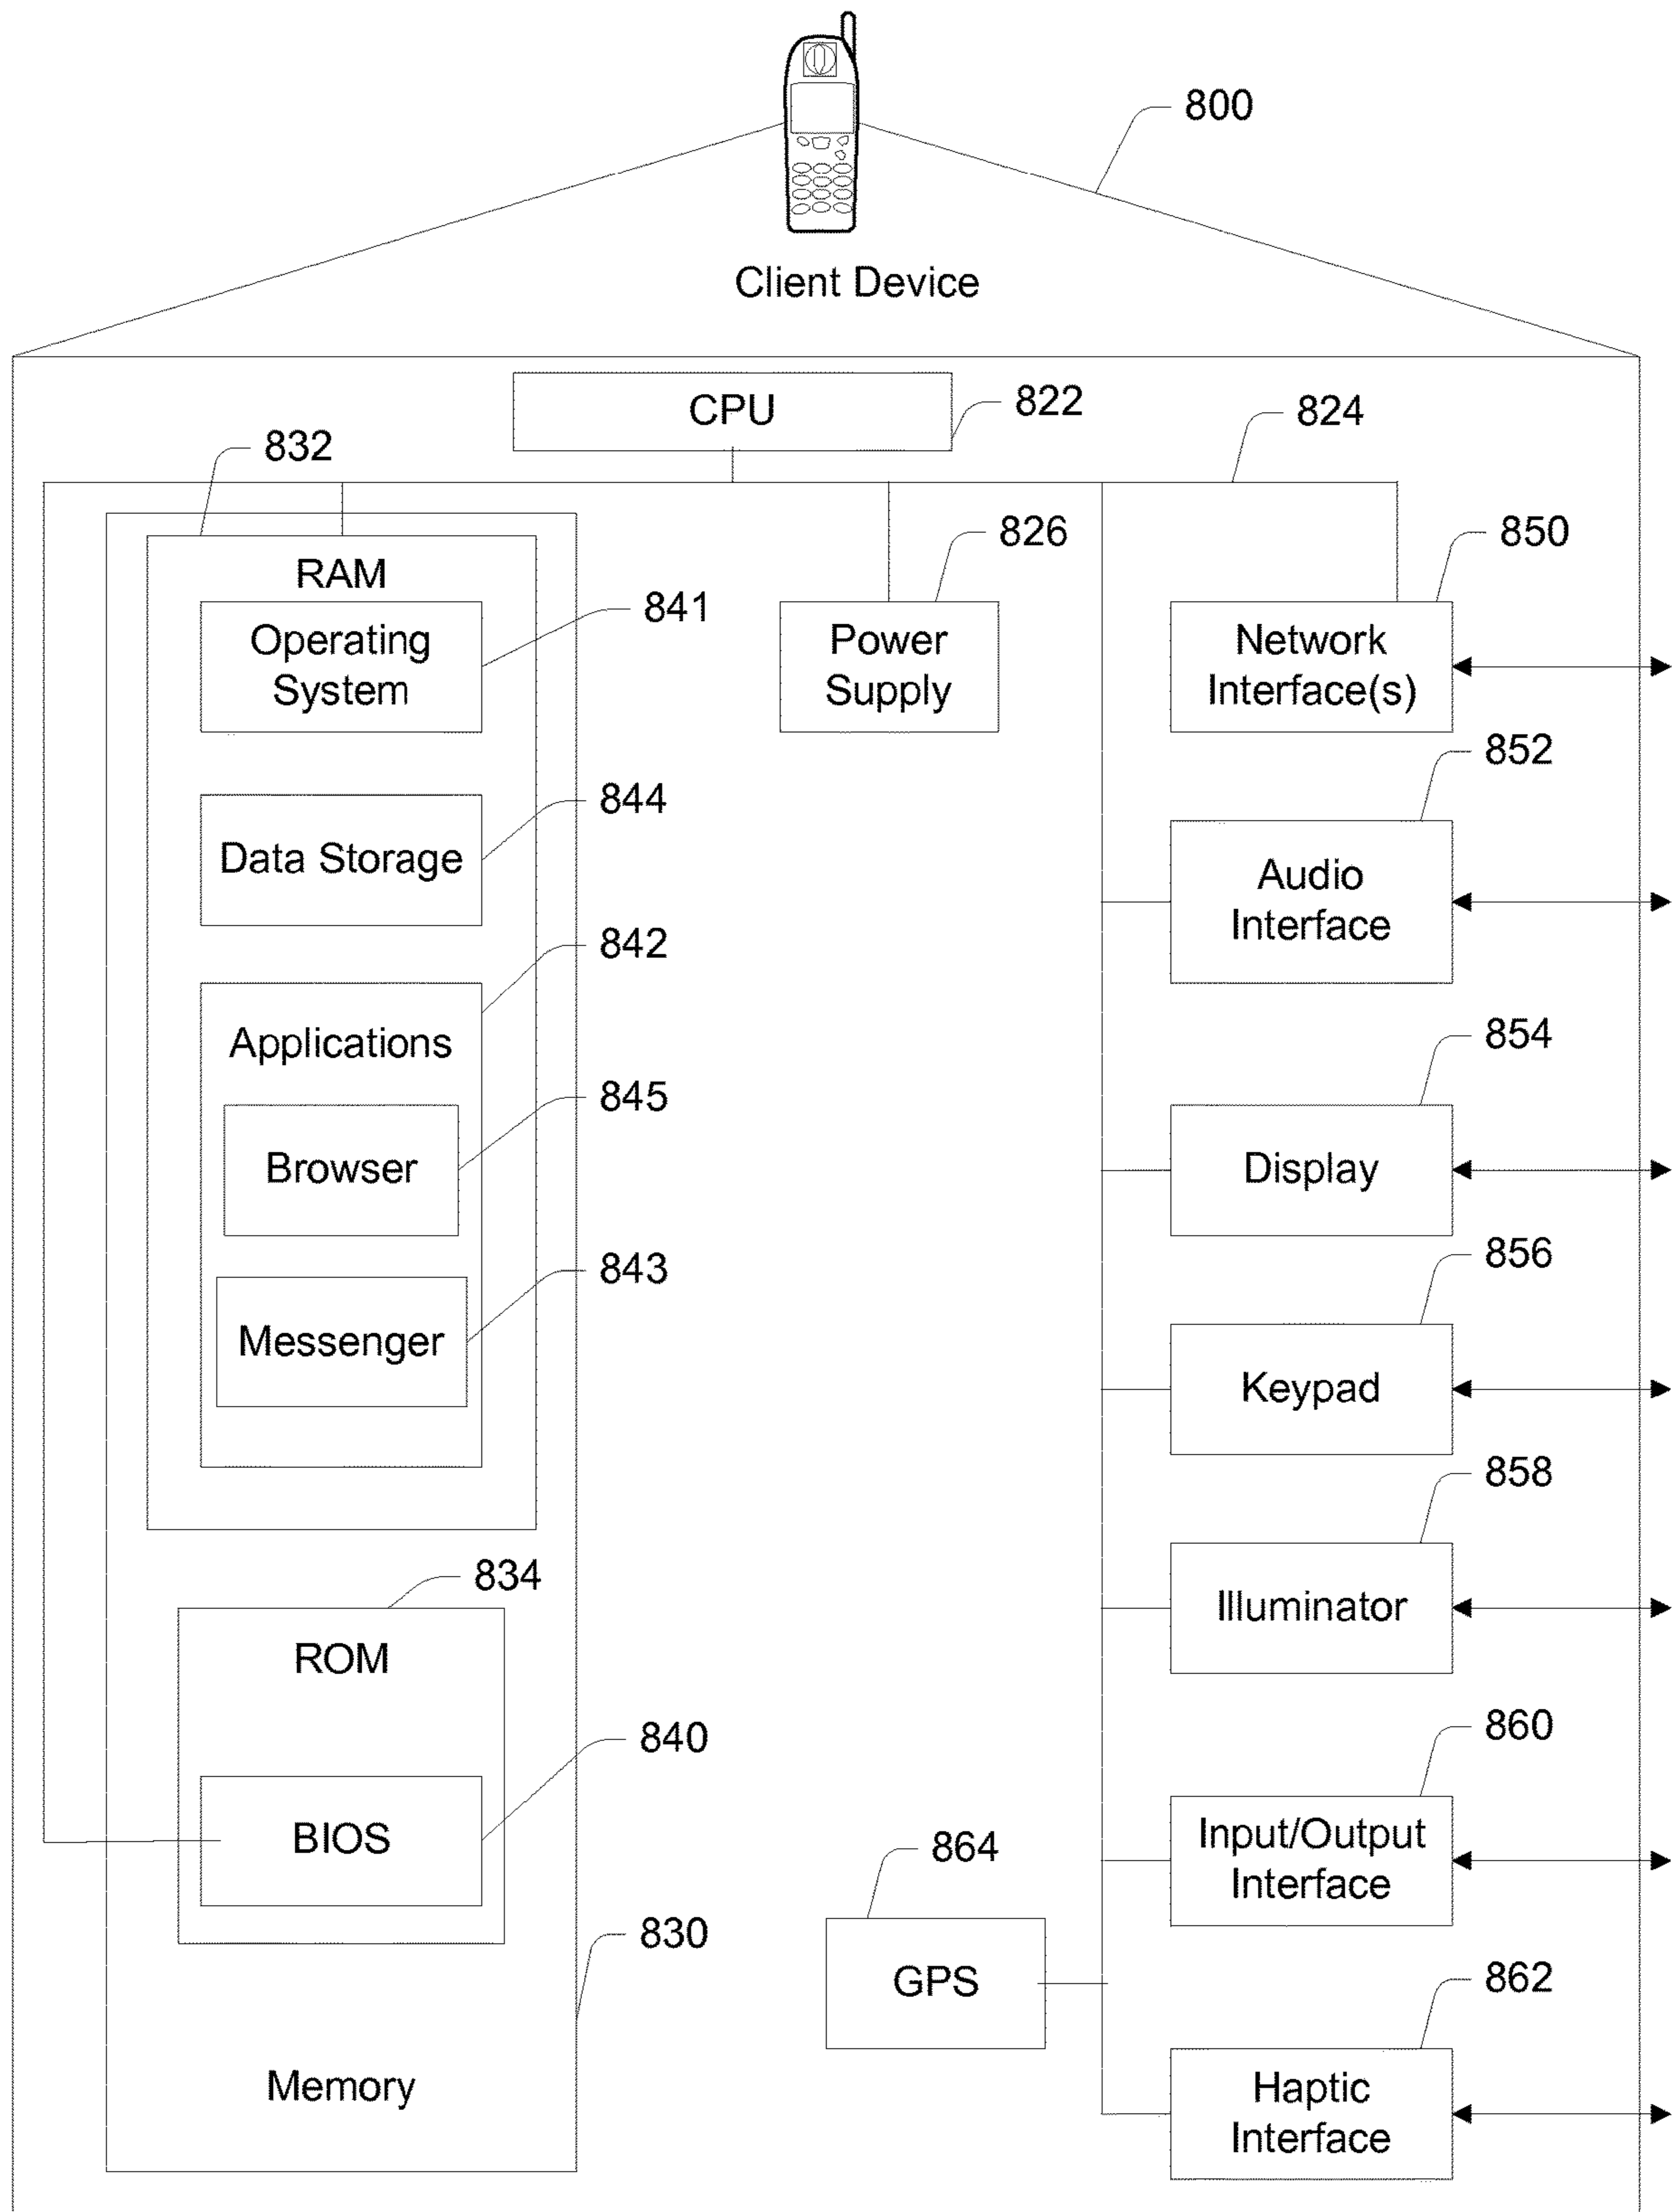 800
Client Device
CPU
822
824
832
826
850
RAM
Operating
System
841
Power
Supply
Network
Interface(s)
852
844
Data Storage
Audio
Interface
842
Applications
854
845
Browser
Display
856
843
Messenger
Keypad
858
834
Illuminator
ROM
860
840
BIOS
Input/Output
Interface
864
830
GPS
862
Memory
Haptic
Interface